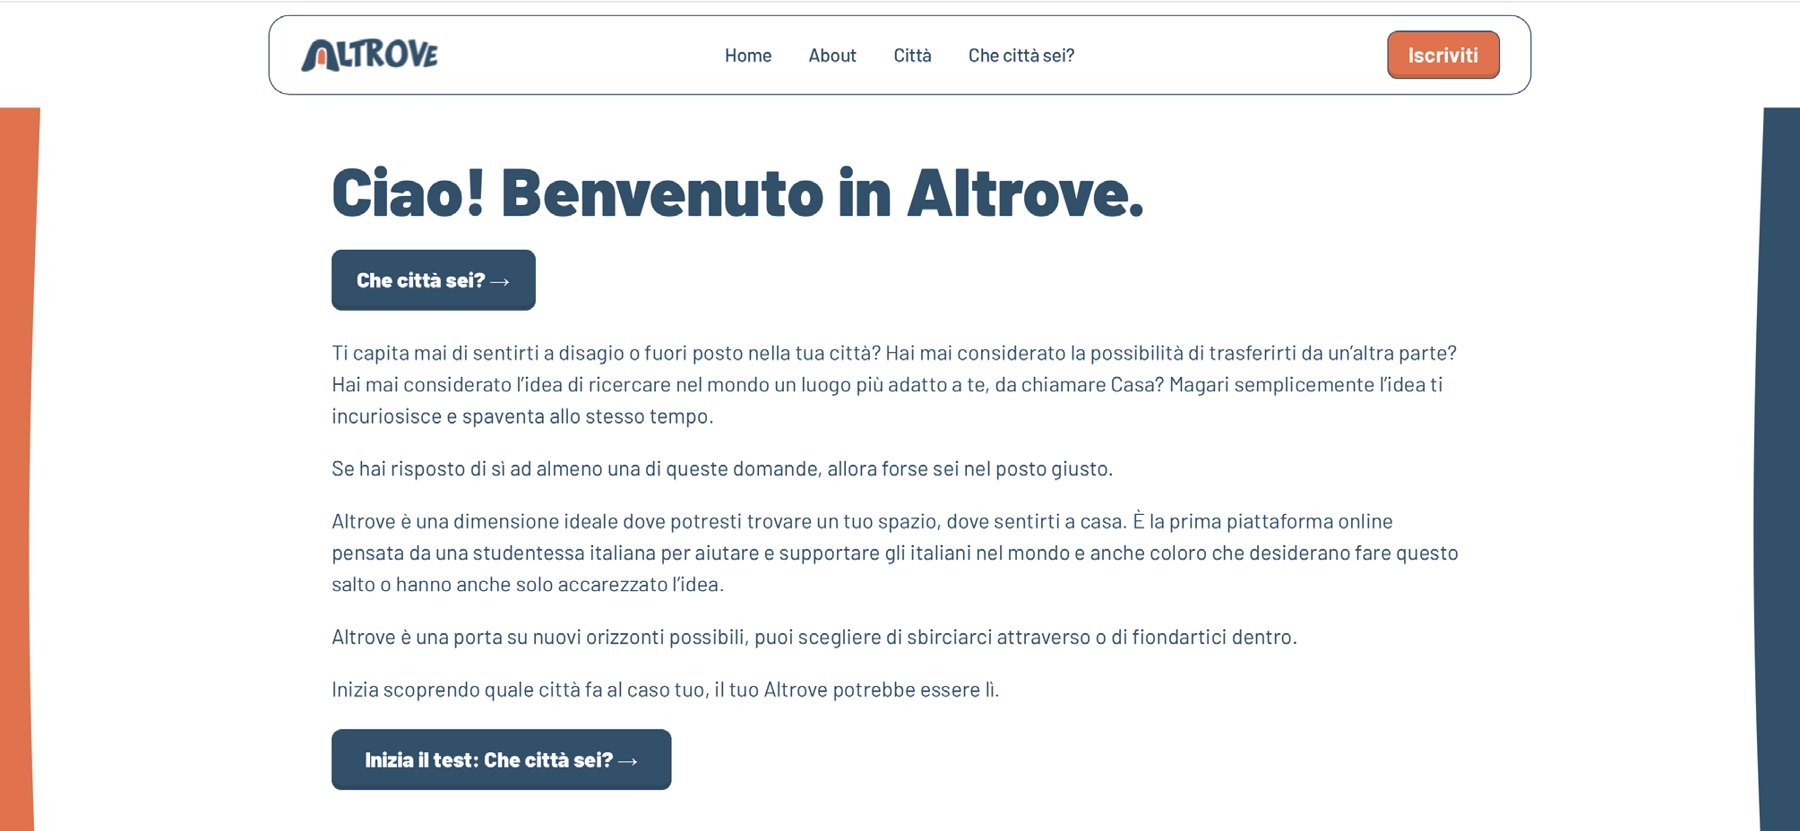 ALTROVE
Home About Città Che città sei?
Iscriviti
Ciao! Benvenuto in Altrove.
Che città sei? →
Ti capita mai di sentirti a disagio o fuori posto nella tua città? Hai mai considerato la possibilità di trasferirti da un’altra parte?
Hai mai considerato l’idea di ricercare nel mondo un luogo più adatto a te, da chiamare Casa? Magari semplicemente l’idea ti
incuriosisce e spaventa allo stesso tempo.
Se hai risposto di sì ad almeno una di queste domande, allora forse sei nel posto giusto.
Altrove è una dimensione ideale dove potresti trovare un tuo spazio, dove sentirti a casa. È la prima piattaforma online
pensata da una studentessa italiana per aiutare e supportare gli italiani nel mondo e anche coloro che desiderano fare questo
salto o hanno anche solo accarezzato l’idea.
Altrove è una porta su nuovi orizzonti possibili, puoi scegliere di sbirciarci attraverso o di fiondartici dentro.
Inizia scoprendo quale città fa al caso tuo, il tuo Altrove potrebbe essere lì.
Inizia il test: Che città sei? →